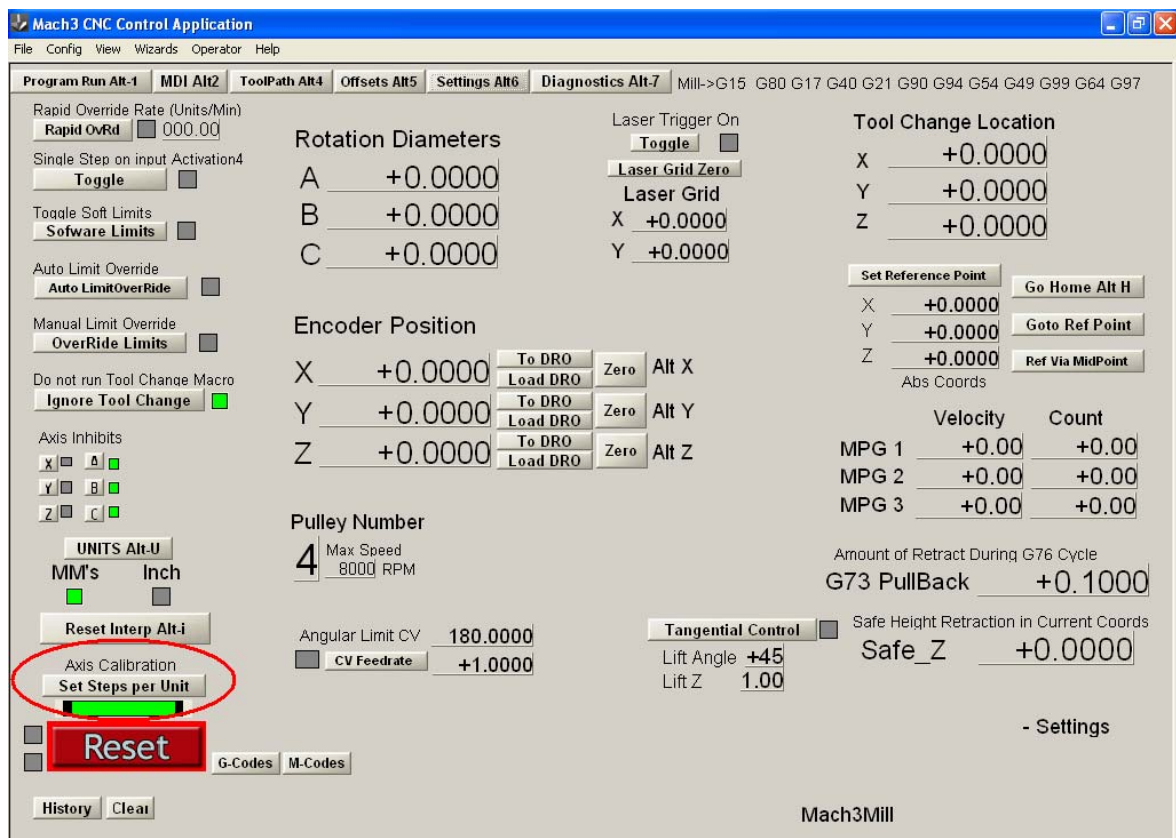 Mach3 CNC Control Application
File Config View Wizards Operator Help
Program Run Alt-1 MDI Alt2 ToolPath Alt4 Offsets Alt5 Settings Alt6 Diagnostics Alt-7 Mill->G15 G80 G17 G40 G21 G90 G94 G54 G49 G99 G64 G97
Rapid Override Rate (Units/Min)
Rapid OvRd 000.00
Single Step on input Activation4
Toggle
Toggle Soft Limits
Sofware Limits
Auto Limit Override
Auto LimitOverRide
Manual Limit Override
OverRide Limits
Do not run Tool Change Macro
Ignore Tool Change
Axis Inhibits
X A
Y B
Z C
UNITS Alt-U
MM's Inch
Reset Interp Alt-i
Axis Calibration
Set Steps per Unit
Reset
G-Codes M-Codes
History Clear
Rotation Diameters
A +0.0000
B +0.0000
C +0.0000
Encoder Position
X +0.0000 To DRO Load DRO Zero Alt X
Y +0.0000 To DRO Load DRO Zero Alt Y
Z +0.0000 To DRO Load DRO Zero Alt Z
Pulley Number
4 Max Speed
8000 RPM
Angular Limit CV 180.0000
CV Feedrate +1.0000
Laser Trigger On
Toggle
Laser Grid Zero
Laser Grid
X +0.0000
Y +0.0000
Tangential Control
Lift Angle +45
Lift Z 1.00
Tool Change Location
X +0.0000
Y +0.0000
Z +0.0000
Set Reference Point
X +0.0000
Y +0.0000
Z +0.0000
Abs Coords
Go Home Alt H
Goto Ref Point
Ref Via MidPoint
Velocity Count
MPG 1 +0.00 +0.00
MPG 2 +0.00 +0.00
MPG 3 +0.00 +0.00
Amount of Retract During G76 Cycle
G73 PullBack +0.1000
Safe Height Retraction in Current Coords
Safe_Z +0.0000
- Settings
Mach3Mill